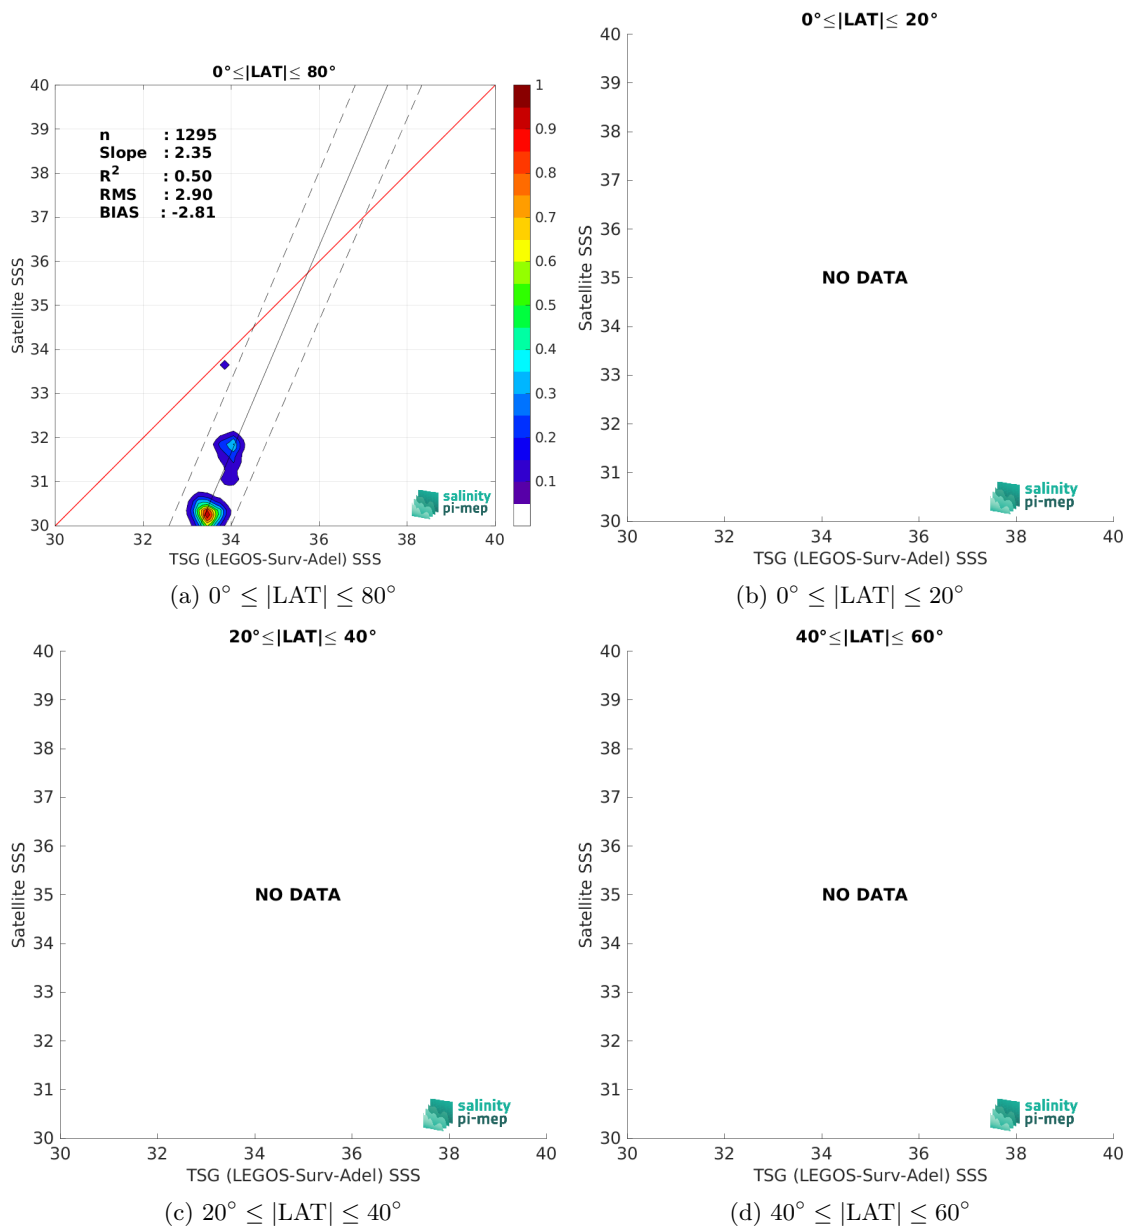 0°≤|LAT|≤ 80°
n : 1295
Slope : 2.35
R² : 0.50
RMS : 2.90
BIAS : -2.81
40
39
38
37
36
35
34
33
32
31
30
Satellite SSS
30 32 34 36 38 40
TSG (LEGOS-Surv-Adel) SSS
1
0.9
0.8
0.7
0.6
0.5
0.4
0.3
0.2
0.1
salinity
pi-mep
(a) 0° ≤ |LAT| ≤ 80°
0°≤|LAT|≤ 20°
40
39
38
37
36
35
34
33
32
31
30
Satellite SSS
NO DATA
salinity
pi-mep
30 32 34 36 38 40
TSG (LEGOS-Surv-Adel) SSS
(b) 0° ≤ |LAT| ≤ 20°
20°≤|LAT|≤ 40°
40
39
38
37
36
35
34
33
32
31
30
Satellite SSS
NO DATA
salinity
pi-mep
30 32 34 36 38 40
TSG (LEGOS-Surv-Adel) SSS
(c) 20° ≤ |LAT| ≤ 40°
40°≤|LAT|≤ 60°
40
39
38
37
36
35
34
33
32
31
30
Satellite SSS
NO DATA
salinity
pi-mep
30 32 34 36 38 40
TSG (LEGOS-Surv-Adel) SSS
(d) 40° ≤ |LAT| ≤ 60°